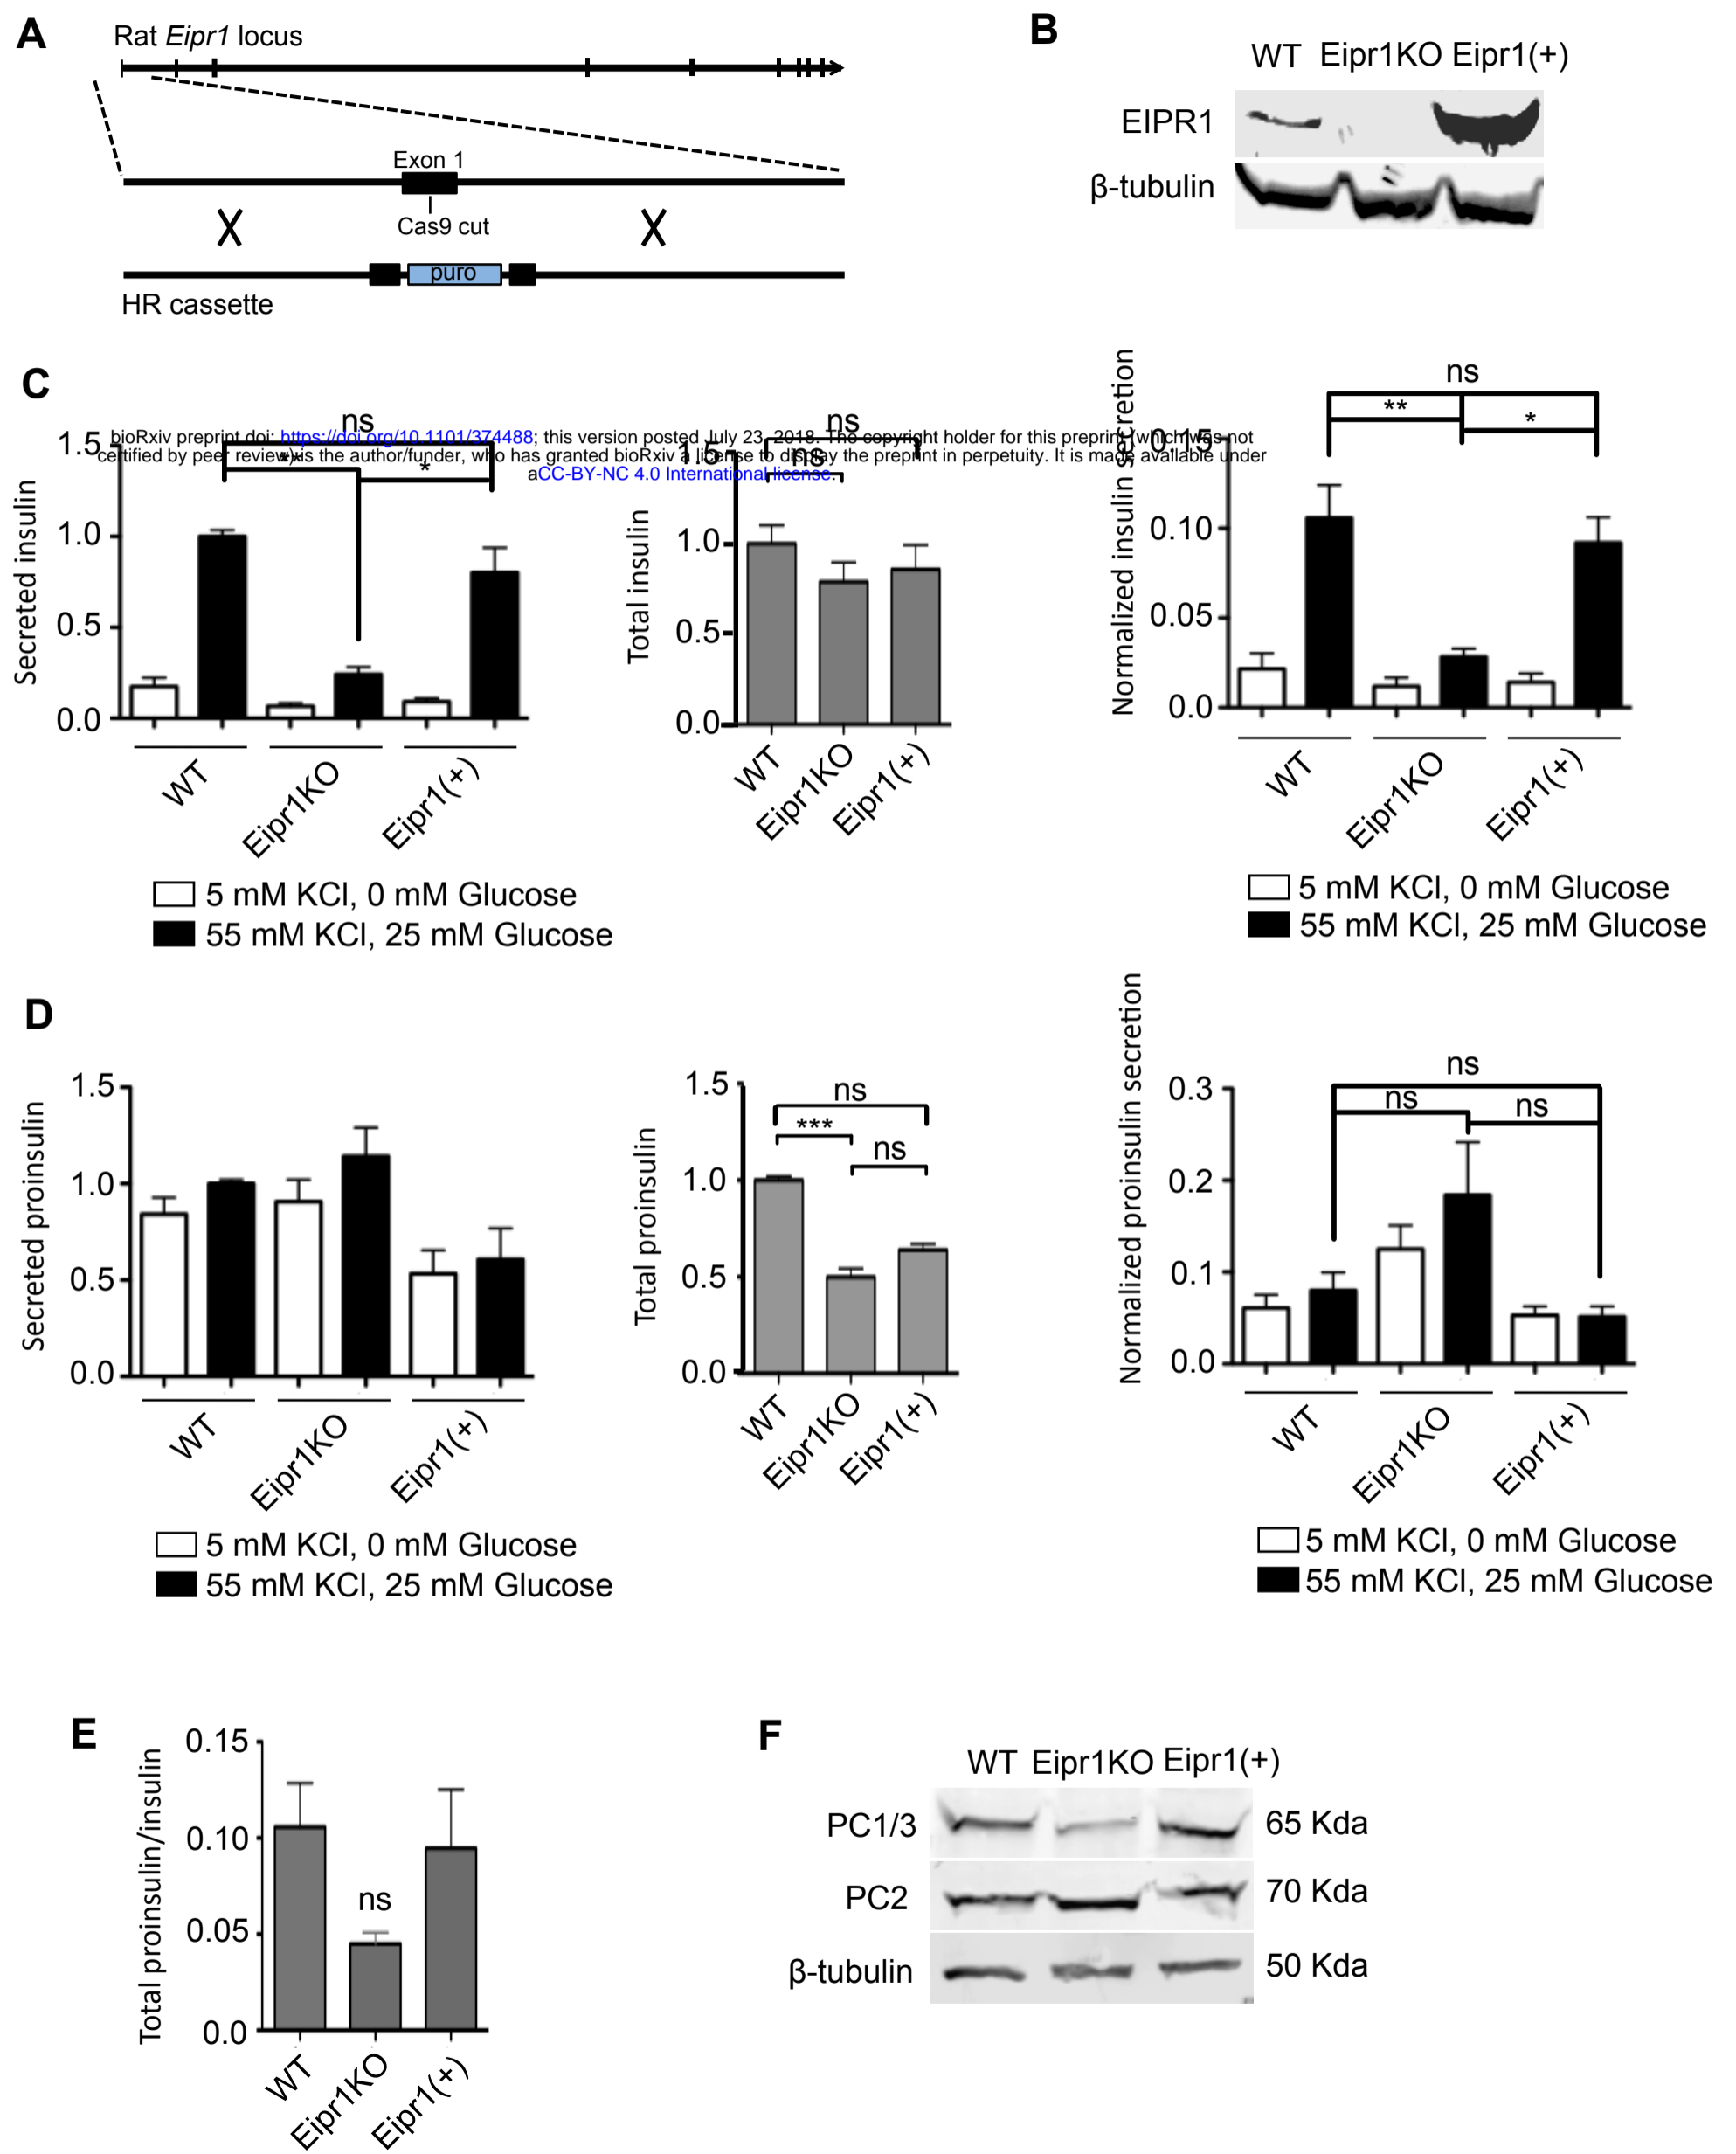 A
Rat Eipr1 locus
Exon 1
Cas9 cut
puro
HR cassette
B
WT Eipr1KO Eipr1(+)
EIPR1
β-tubulin
C
bioRxiv preprint doi: https://doi.org/10.1101/374488; this version posted July 23, 2018. The copyright holder for this preprint (which was not
certified by peer review) is the author/funder, who has granted bioRxiv a license to display the preprint in perpetuity. It is made available under
aCC-BY-NC 4.0 International license.
Secreted insulin
1.5
1.0
0.5
0.0
ns
**
*
WT
Eipr1KO
Eipr1(+)
5 mM KCl, 0 mM Glucose
55 mM KCl, 25 mM Glucose
Total insulin
1.5
1.0
0.5
0.0
ns
ns
WT
Eipr1KO
Eipr1(+)
Normalized insulin secretion
0.15
0.10
0.05
0.0
ns
**
*
WT
Eipr1KO
Eipr1(+)
5 mM KCl, 0 mM Glucose
55 mM KCl, 25 mM Glucose
D
Secreted proinsulin
1.5
1.0
0.5
0.0
WT
Eipr1KO
Eipr1(+)
5 mM KCl, 0 mM Glucose
55 mM KCl, 25 mM Glucose
Total proinsulin
1.5
1.0
0.5
0.0
ns
***
ns
WT
Eipr1KO
Eipr1(+)
Normalized proinsulin secretion
0.3
0.2
0.1
0.0
ns
ns
ns
WT
Eipr1KO
Eipr1(+)
5 mM KCl, 0 mM Glucose
55 mM KCl, 25 mM Glucose
E
Total proinsulin/insulin
0.15
0.10
0.05
0.0
ns
WT
Eipr1KO
Eipr1(+)
F
WT Eipr1KO Eipr1(+)
PC1/3 65 Kda
PC2 70 Kda
β-tubulin 50 Kda